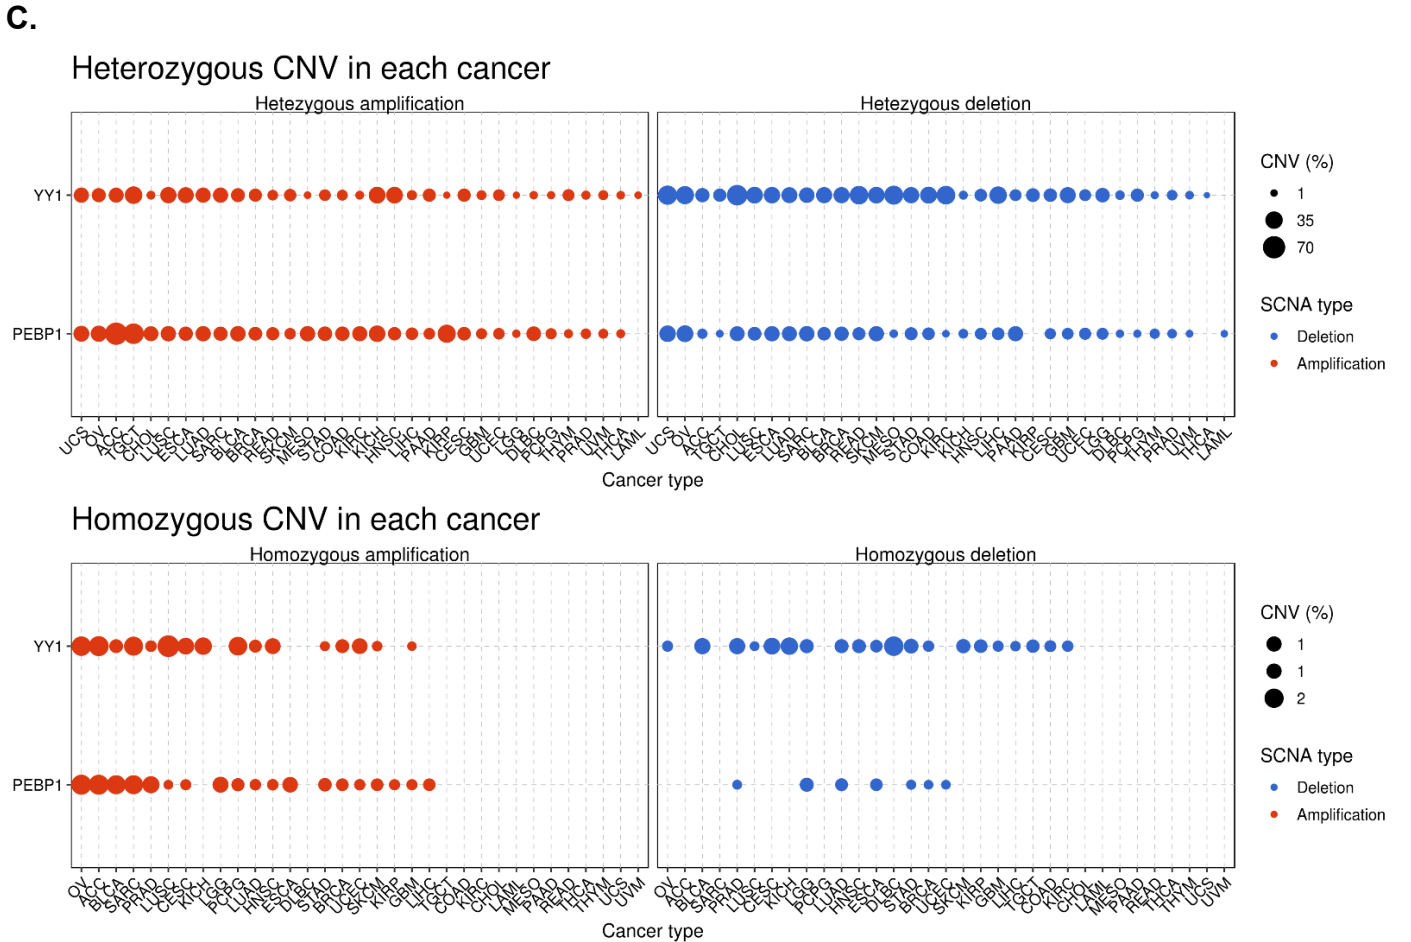 C.
Heterozygous CNV in each cancer
Hetezygous amplification
Hetezygous deletion
YY1
PEBP1
UCS OV ACC TGCT CHOL LUSC ESCA LUAD SARC BLCA BRCA READ SKCM MESO STAD COAD KIRC KICH HNSC LIHC PAAD KIRP CESC GBM UCEC LGG DLBC PCPG THYM PRAD UVM THCA LAML
UCS OV ACC TGCT CHOL LUSC ESCA LUAD SARC BLCA BRCA READ SKCM MESO STAD COAD KIRC KICH HNSC LIHC PAAD KIRP CESC GBM UCEC LGG DLBC PCPG THYM PRAD UVM THCA LAML
Cancer type
CNV (%)
1
35
70
SCNA type
Deletion
Amplification
Homozygous CNV in each cancer
Homozygous amplification
Homozygous deletion
YY1
PEBP1
OV ACC BLCA SARC PRAD LUSC CESC KICH LGG PCPG LUAD HNSC ESCA DLBC STAD BRCA UCEC SKCM KIRP GBM LIHC TGCT COAD KIRC CHOL LAML MESO PAAD READ THCA THYM UCS UVM
OV ACC BLCA SARC PRAD LUSC CESC KICH LGG PCPG LUAD HNSC ESCA DLBC STAD BRCA UCEC SKCM KIRP GBM LIHC TGCT COAD KIRC CHOL LAML MESO PAAD READ THCA THYM UCS UVM
Cancer type
CNV (%)
1
1
2
SCNA type
Deletion
Amplification